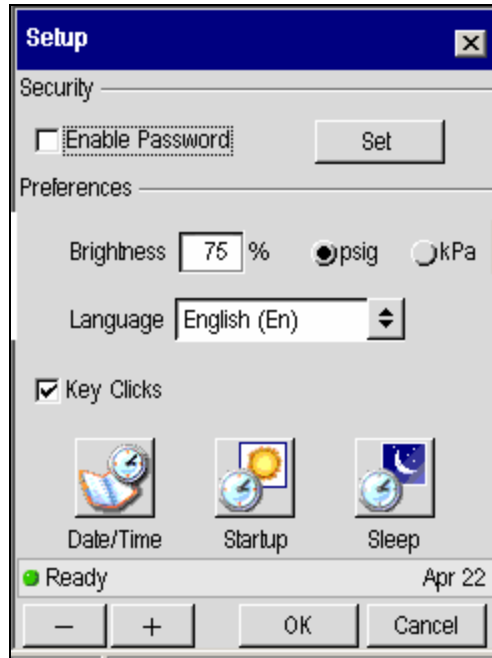 Setup
Security
Enable Password
Set
Preferences
Brightness 75 % psig kPa
Language English (En)
Key Clicks
Date/Time Startup Sleep
Ready Apr 22
− + OK Cancel